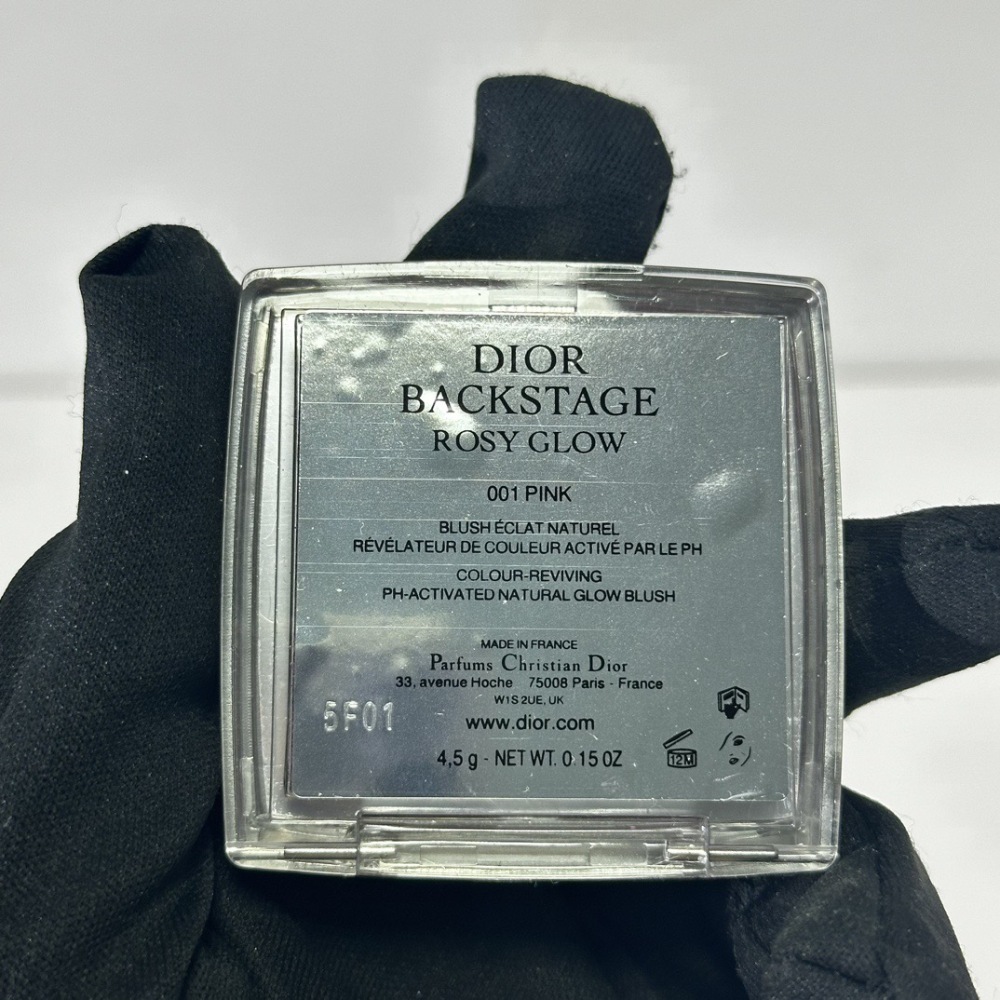 DIOR
BACKSTAGE
ROSY GLOW
001 PINK
BLUSH ÉCLAT NATUREL
RÉVÉLATEUR DE COULEUR ACTIVÉ PAR LE PH
COLOUR-REVIVING
PH-ACTIVATED NATURAL GLOW BLUSH
MADE IN FRANCE
Parfums Christian Dior
33, avenue Hoche 75008 Paris - France
W1S 2UE, UK
5F01
www.dior.com
4,5 g - NET WT. 0.15 OZ
12M